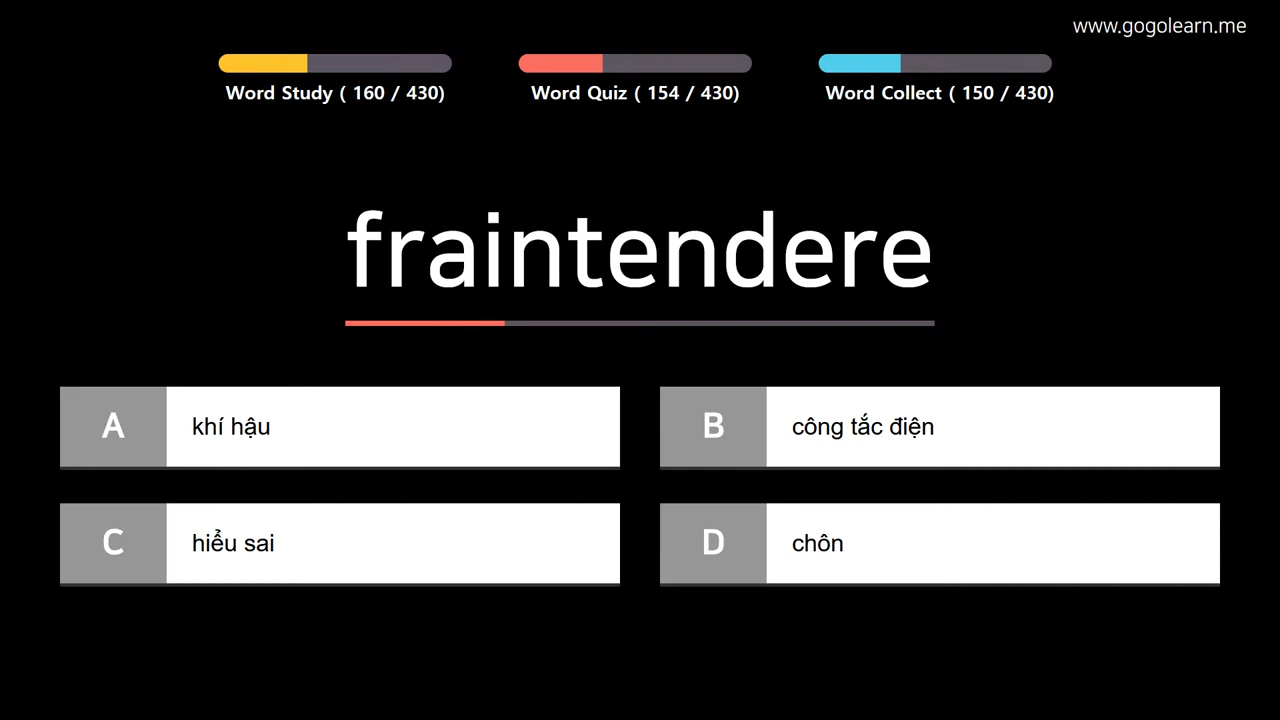 www.gogolearn.me
Word Study ( 160 / 430)
Word Quiz ( 154 / 430)
Word Collect ( 150 / 430)
fraintendere
A
khí hậu
B
công tắc điện
C
hiểu sai
D
chôn